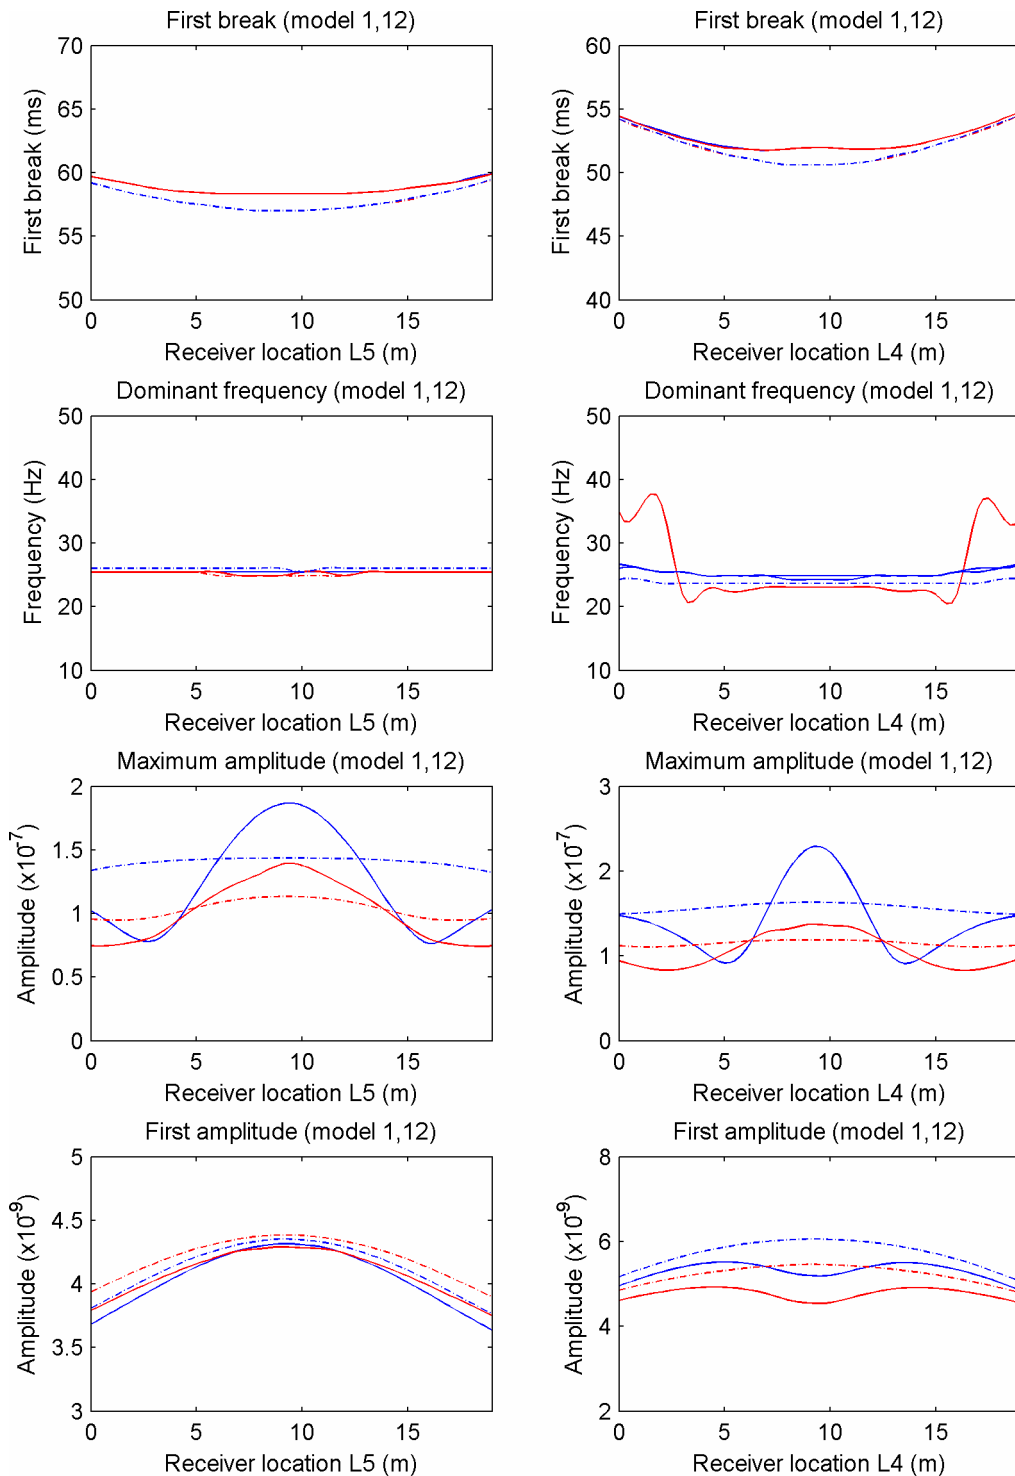 First break (model 1,12)
70
65
60
55
50
First break (ms)
0 5 10 15
Receiver location L5 (m)
First break (model 1,12)
60
55
50
45
40
First break (ms)
0 5 10 15
Receiver location L4 (m)
Dominant frequency (model 1,12)
50
40
30
20
10
Frequency (Hz)
0 5 10 15
Receiver location L5 (m)
Dominant frequency (model 1,12)
50
40
30
20
10
Frequency (Hz)
0 5 10 15
Receiver location L4 (m)
Maximum amplitude (model 1,12)
2
1.5
1
0.5
0
Amplitude (x10⁻⁷)
0 5 10 15
Receiver location L5 (m)
Maximum amplitude (model 1,12)
3
2
1
0
Amplitude (x10⁻⁷)
0 5 10 15
Receiver location L4 (m)
First amplitude (model 1,12)
5
4.5
4
3.5
3
Amplitude (x10⁻⁹)
0 5 10 15
Receiver location L5 (m)
First amplitude (model 1,12)
8
6
4
2
Amplitude (x10⁻⁹)
0 5 10 15
Receiver location L4 (m)